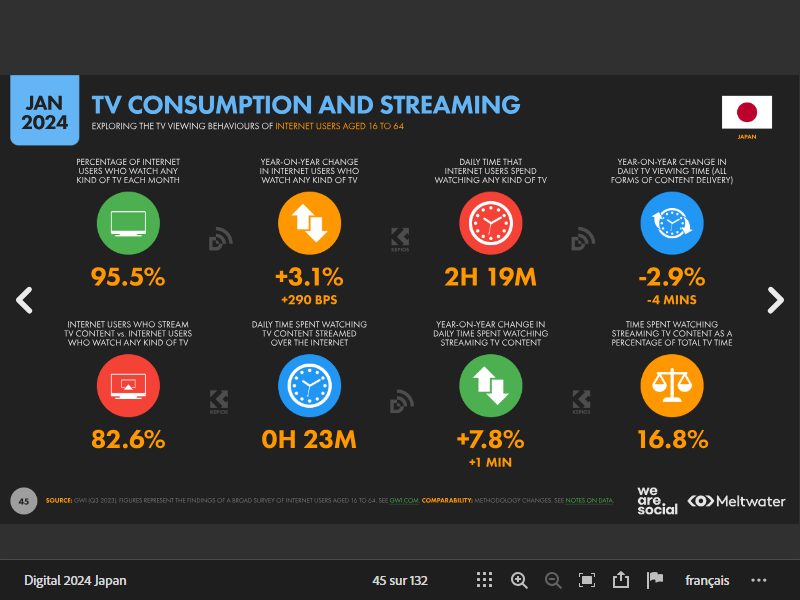 JAN
2024
TV CONSUMPTION AND STREAMING
EXPLORING THE TV VIEWING BEHAVIOURS OF INTERNET USERS AGED 16 TO 64
JAPAN
PERCENTAGE OF INTERNET
USERS WHO WATCH ANY
KIND OF TV EACH MONTH
95.5%
YEAR-ON-YEAR CHANGE
IN INTERNET USERS WHO
WATCH ANY KIND OF TV
+3.1%
+290 BPS
DAILY TIME THAT
INTERNET USERS SPEND
WATCHING ANY KIND OF TV
2H 19M
YEAR-ON-YEAR CHANGE IN
DAILY TV VIEWING TIME (ALL
FORMS OF CONTENT DELIVERY)
-2.9%
-4 MINS
KEPIOS
INTERNET USERS WHO STREAM
TV CONTENT vs. INTERNET USERS
WHO WATCH ANY KIND OF TV
82.6%
DAILY TIME SPENT WATCHING
TV CONTENT STREAMED
OVER THE INTERNET
0H 23M
YEAR-ON-YEAR CHANGE IN
DAILY TIME SPENT WATCHING
STREAMING TV CONTENT
+7.8%
+1 MIN
TIME SPENT WATCHING
STREAMING TV CONTENT AS A
PERCENTAGE OF TOTAL TV TIME
16.8%
KEPIOS
KEPIOS
45
SOURCE: GWI (Q3 2023). FIGURES REPRESENT THE FINDINGS OF A BROAD SURVEY OF INTERNET USERS AGED 16 TO 64. SEE GWI.COM. COMPARABILITY: METHODOLOGY CHANGES. SEE NOTES ON DATA.
we
are.
social
Meltwater
Digital 2024 Japan
45 sur 132
français